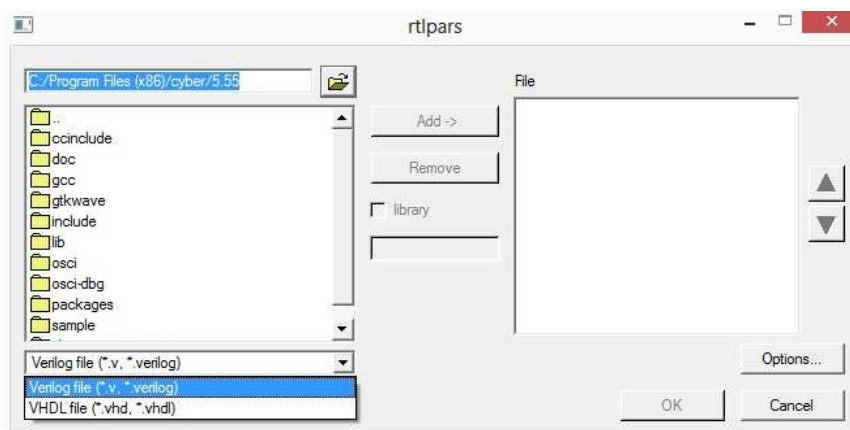 rtlpars
C:/Program Files (x86)/cyber/5.55
File
..
ccinclude
doc
gcc
gtkwave
include
lib
osci
osci-dbg
packages
sample
Add ->
Remove
library
Verilog file (*.v, *.verilog)
Verilog file (*.v, *.verilog)
VHDL file (*.vhd, *.vhdl)
Options...
OK
Cancel